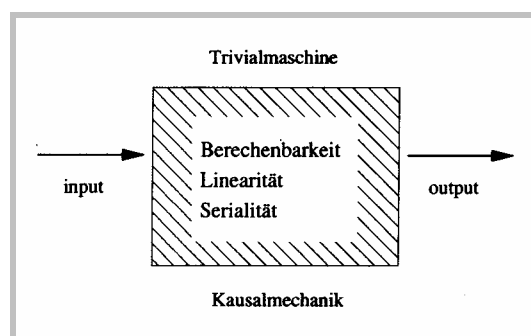 Trivialmaschine
Berechenbarkeit
Linearität
Serialität
input
output
Kausalmechanik